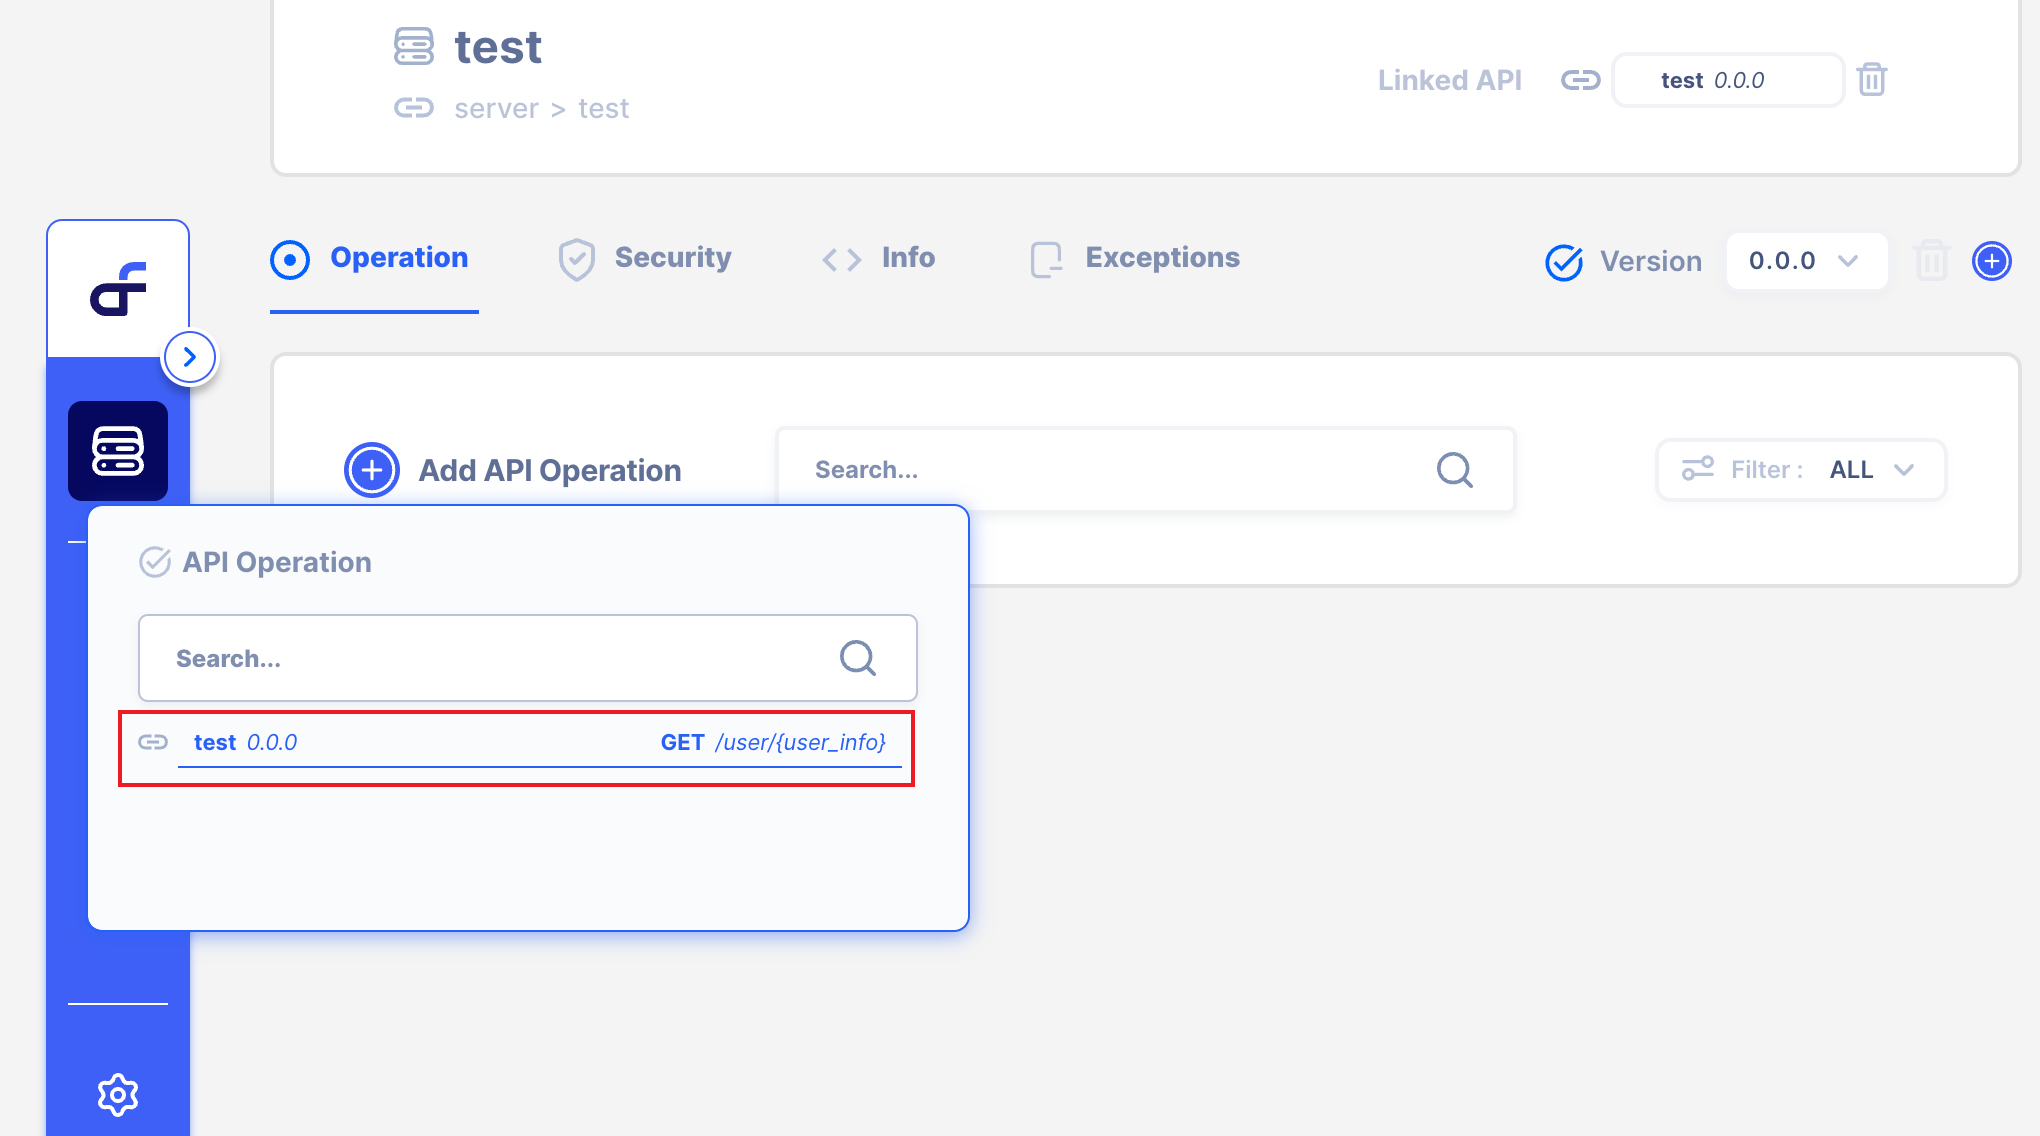 test
server > test
Linked API
test 0.0.0
Operation
Security
Info
Exceptions
Version
0.0.0
Add API Operation
Search...
Filter :
ALL
API Operation
Search...
test 0.0.0
GET /user/{user_info}